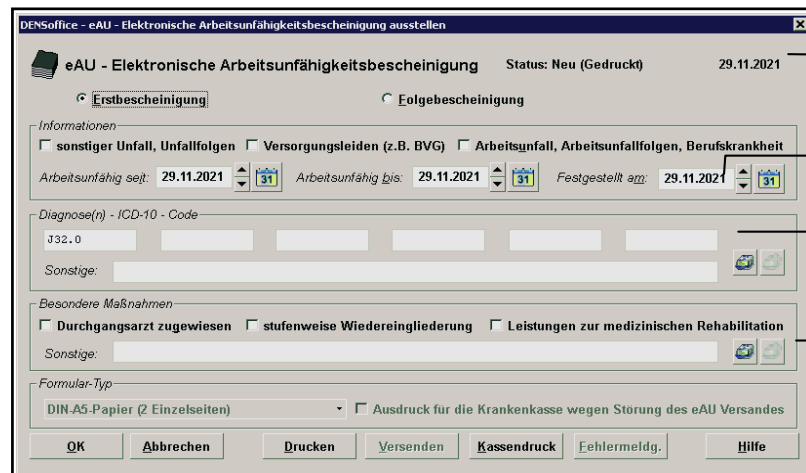 DENSoffice - eAU - Elektronische Arbeitsunfähigkeitsbescheinigung ausstellen
eAU - Elektronische Arbeitsunfähigkeitsbescheinigung Status: Neu (Gedruckt) 29.11.2021
Erstbescheinigung Folgebescheinigung
Informationen
sonstiger Unfall, Unfallfolgen Versorgungsleiden (z.B. BVG) Arbeitsunfall, Arbeitsunfallfolgen, Berufskrankheit
Arbeitsunfähig seit: 29.11.2021 31 Arbeitsunfähig bis: 29.11.2021 31 Festgestellt am: 29.11.2021 31
Diagnose(n) - ICD-10 - Code
J32.0
Sonstige:
Besondere Maßnahmen
Durchgangsarzt zugewiesen stufenweise Wiedereingliederung Leistungen zur medizinischen Rehabilitation
Sonstige:
Formular-Typ
DIN-A5-Papier (2 Einzelseiten) Ausdruck für die Krankenkasse wegen Störung des eAU Versandes
OK Abbrechen Drucken Versenden Kassendruck Fehlermeldg. Hilfe